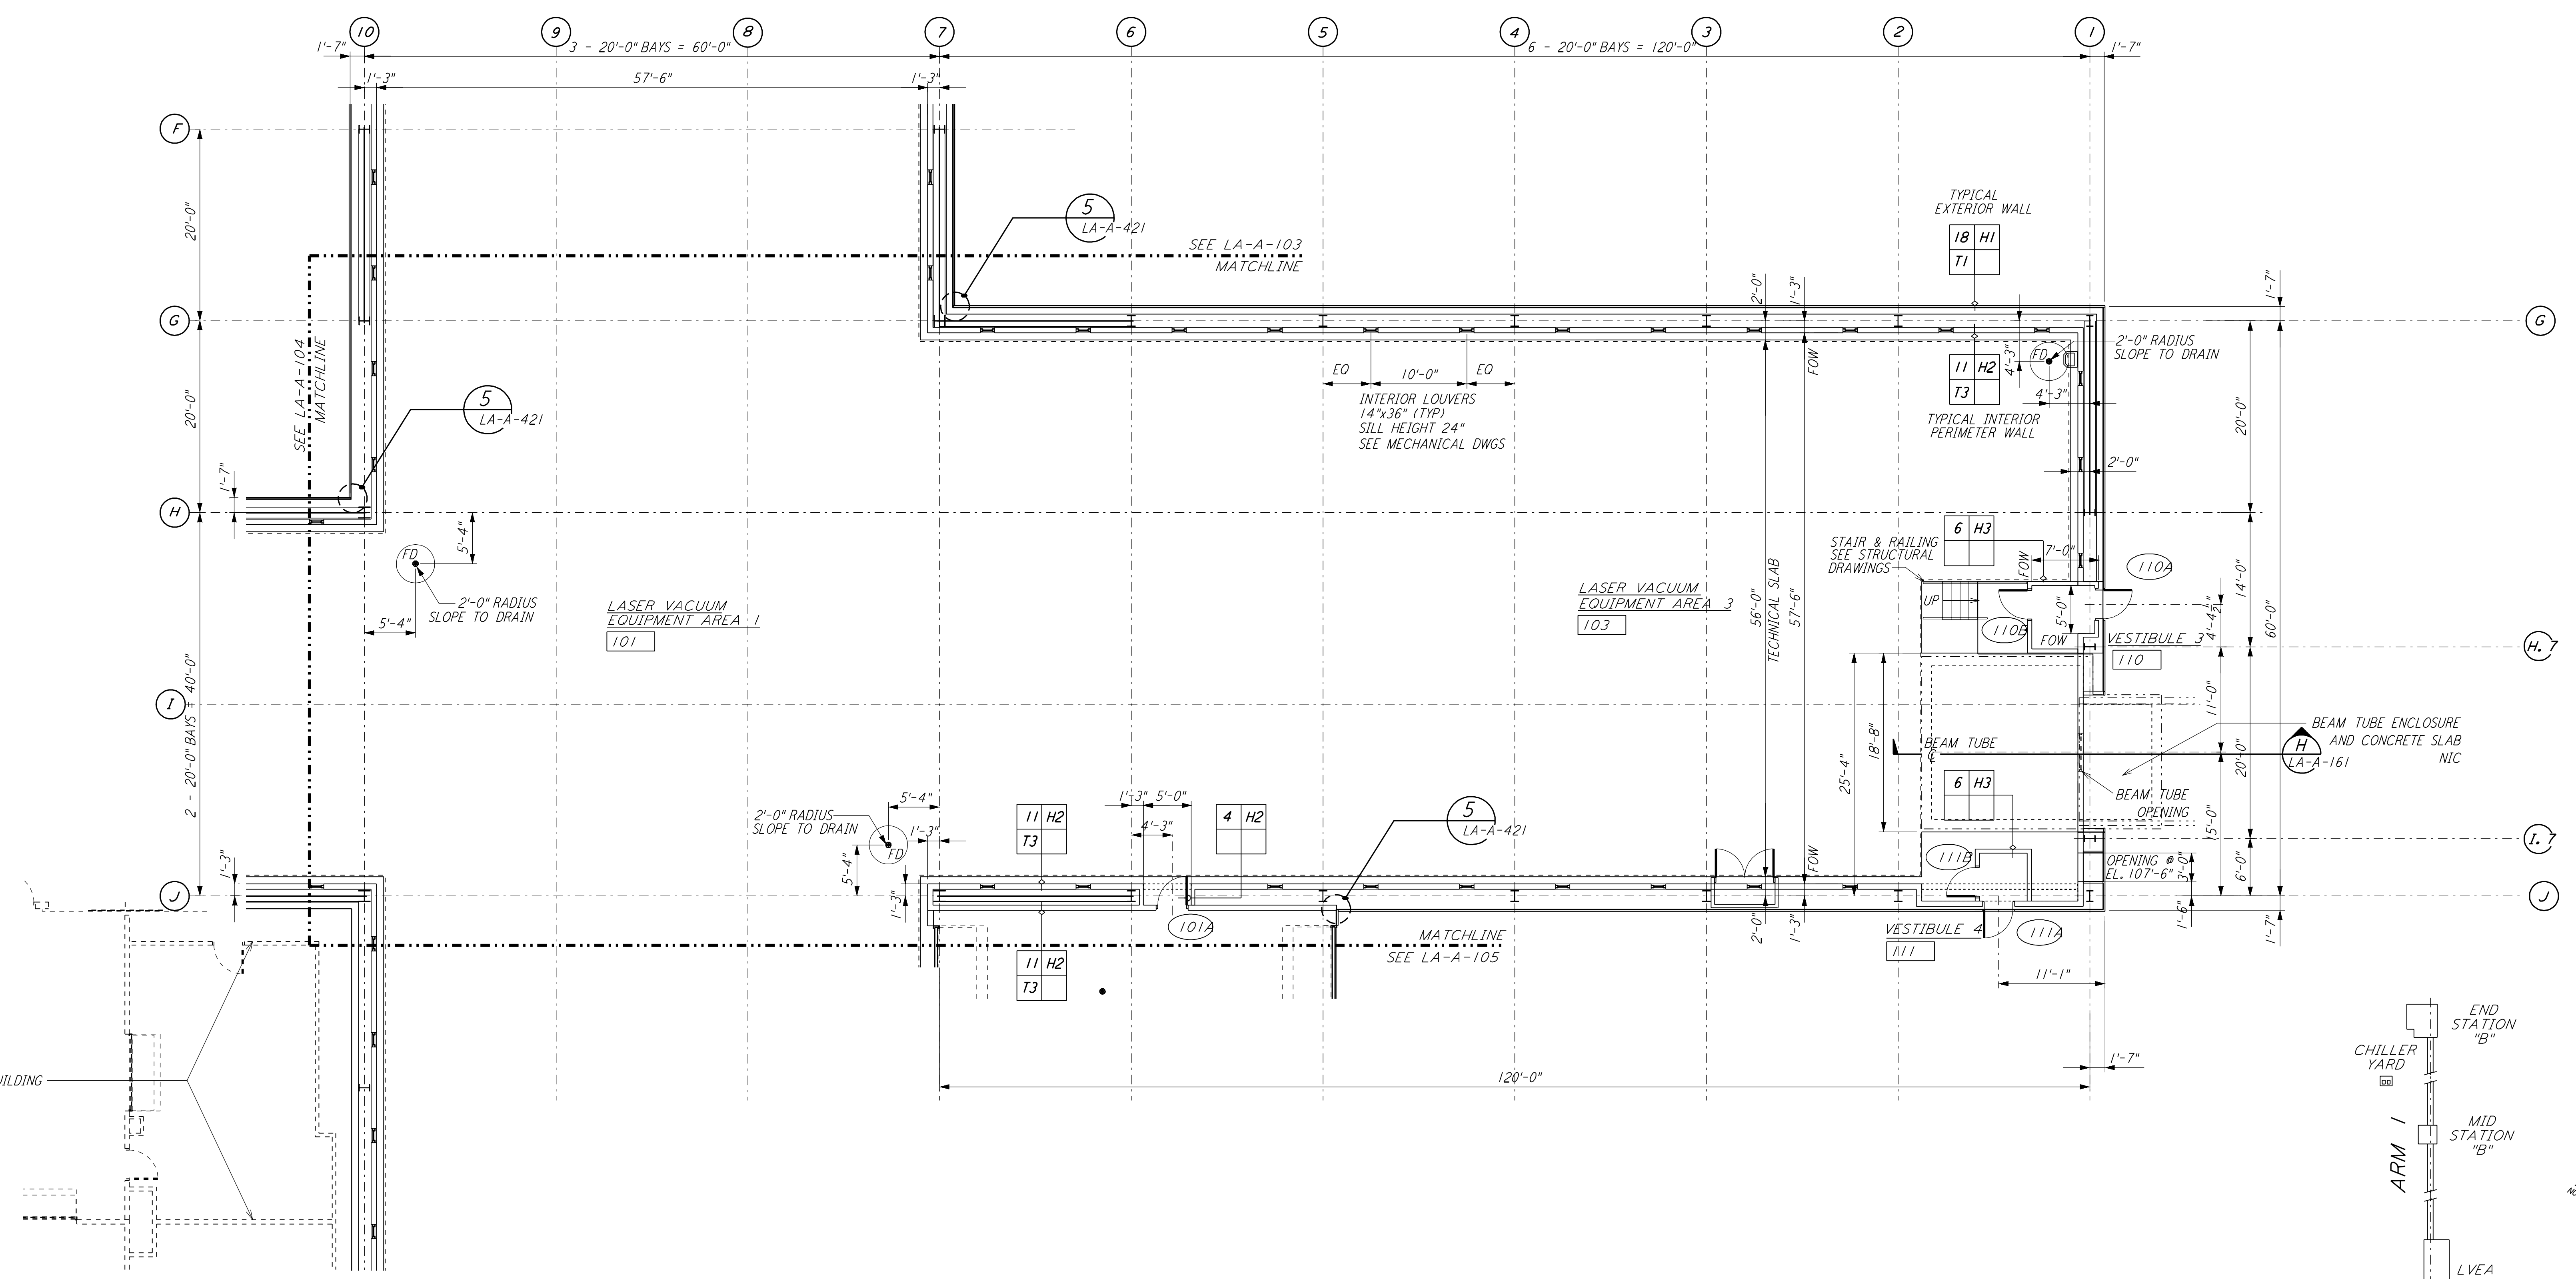 10
9
8
7
6
5
4
3
2
1
1'-7"
3 - 20'-0" BAYS = 60'-0"
6 - 20'-0" BAYS = 120'-0"
1'-7"
1'-3"
57'-6"
1'-3"
F
20'-0"
5
LA-A-421
TYPICAL
EXTERIOR WALL
18 H1
T1
SEE LA-A-103
MATCHLINE
2'-0"
1'-3"
1'-7"
G
G
SEE LA-A-104
MATCHLINE
20'-0"
5
LA-A-421
EQ
10'-0"
EQ
INTERIOR LOUVERS
14"x36" (TYP)
SILL HEIGHT 24"
SEE MECHANICAL DWGS
FOW
11 H2
T3
TYPICAL INTERIOR
PERIMETER WALL
4'-3"
FD
4'-3"
2'-0" RADIUS
SLOPE TO DRAIN
20'-0"
2'-0"
1'-7"
H
5'-4"
FD
2'-0" RADIUS
SLOPE TO DRAIN
5'-4"
LASER VACUUM
EQUIPMENT AREA 1
101
LASER VACUUM
EQUIPMENT AREA 3
103
56'-0"
TECHNICAL SLAB
57'-6"
6 H3
STAIR & RAILING
SEE STRUCTURAL
DRAWINGS
FOW
7'-0"
110A
UP
5'-0"
110B
FOW
VESTIBULE 3
110
14'-0"
4'-4 1/2"
60'-0"
H.7
I
2 - 20'-0" BAYS = 40'-0"
25'-4"
18'-8"
BEAM TUBE
℄
11'-0"
20'-0"
BEAM TUBE ENCLOSURE
AND CONCRETE SLAB
NIC
H
LA-A-161
6 H3
BEAM TUBE
OPENING
15'-0"
I.7
5'-4"
2'-0" RADIUS
SLOPE TO DRAIN
FD
5'-4"
1'-3"
1'-3"
11 H2
T3
1'-3"
5'-0"
4'-3"
4 H2
5
LA-A-421
FOW
111B
OPENING @
EL. 107'-6"
3'-0"
6'-0"
1'-3"
J
J
101A
2'-0"
1'-3"
1'-6"
1'-7"
MATCHLINE
SEE LA-A-105
VESTIBULE 4
111
111A
11'-1"
11 H2
T3
1'-7"
120'-0"
UILDING
END
STATION
"B"
CHILLER
YARD
MID
STATION
"B"
ARM 1
LVEA